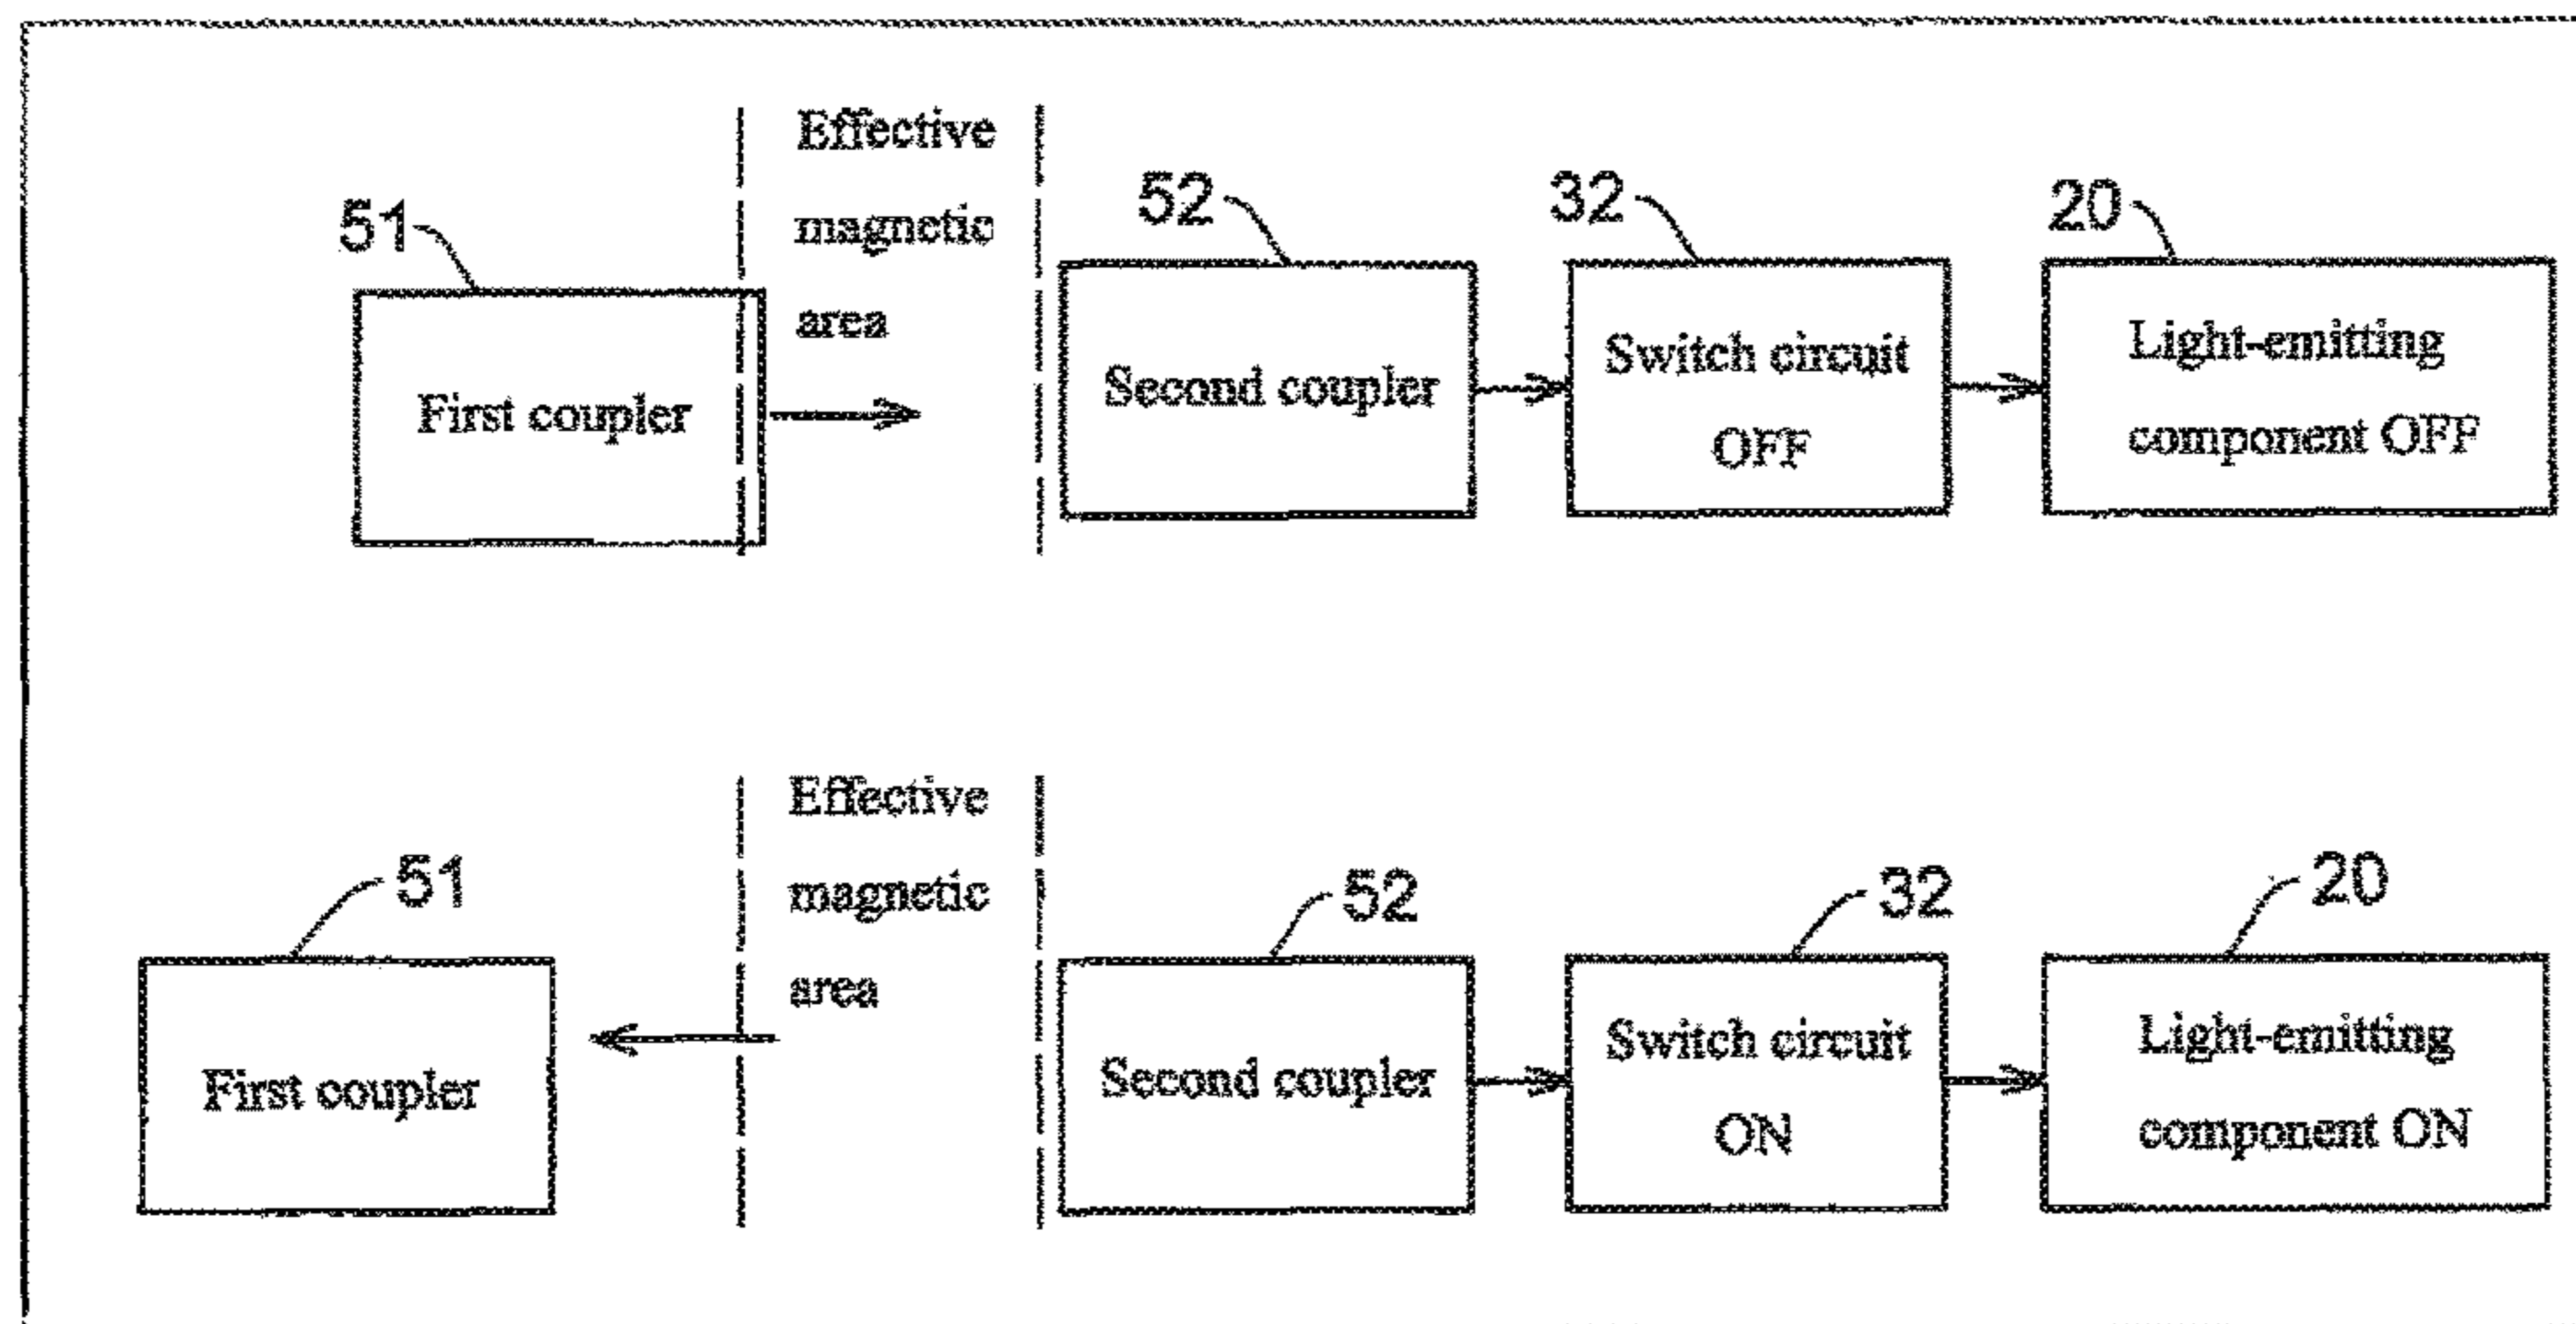 Effective
magnetic
area
51
First coupler
52
Second coupler
32
Switch circuit
OFF
20
Light-emitting
component OFF
Effective
magnetic
area
51
First coupler
52
Second coupler
32
Switch circuit
ON
20
Light-emitting
component ON